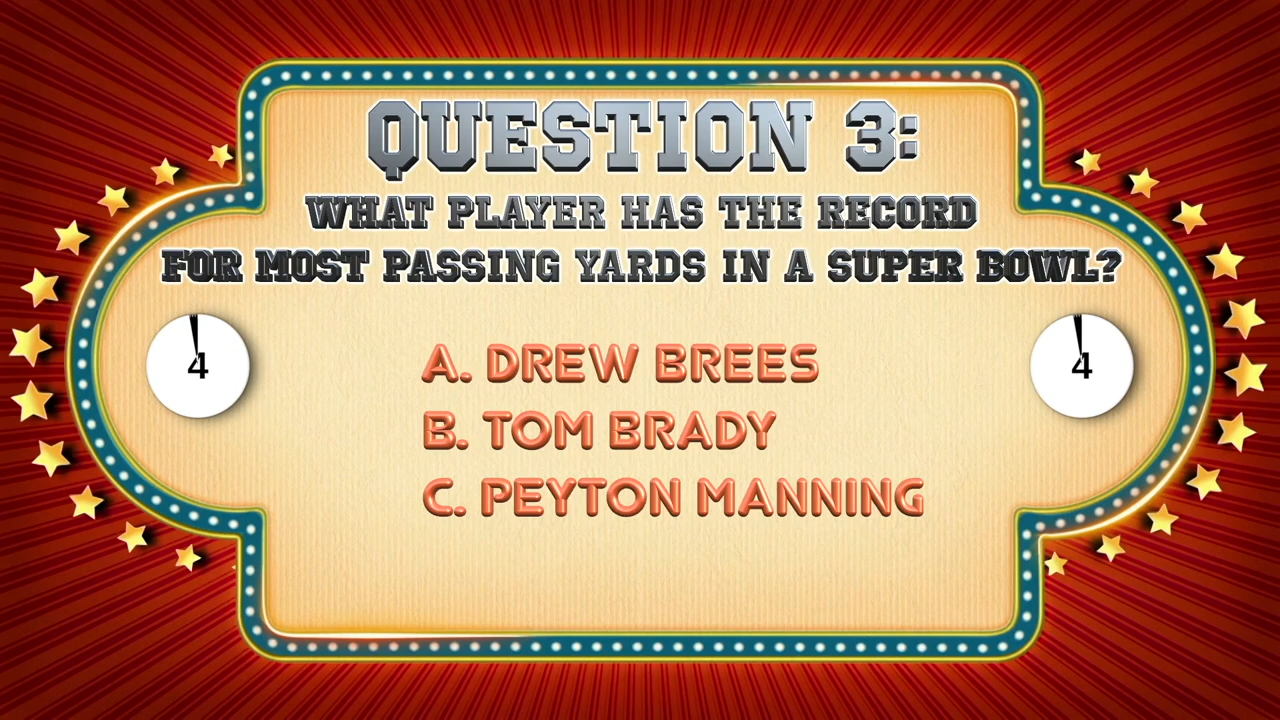 QUESTION 3:
WHAT PLAYER HAS THE RECORD
FOR MOST PASSING YARDS IN A SUPER BOWL?
4
4
A. DREW BREES
B. TOM BRADY
C. PEYTON MANNING